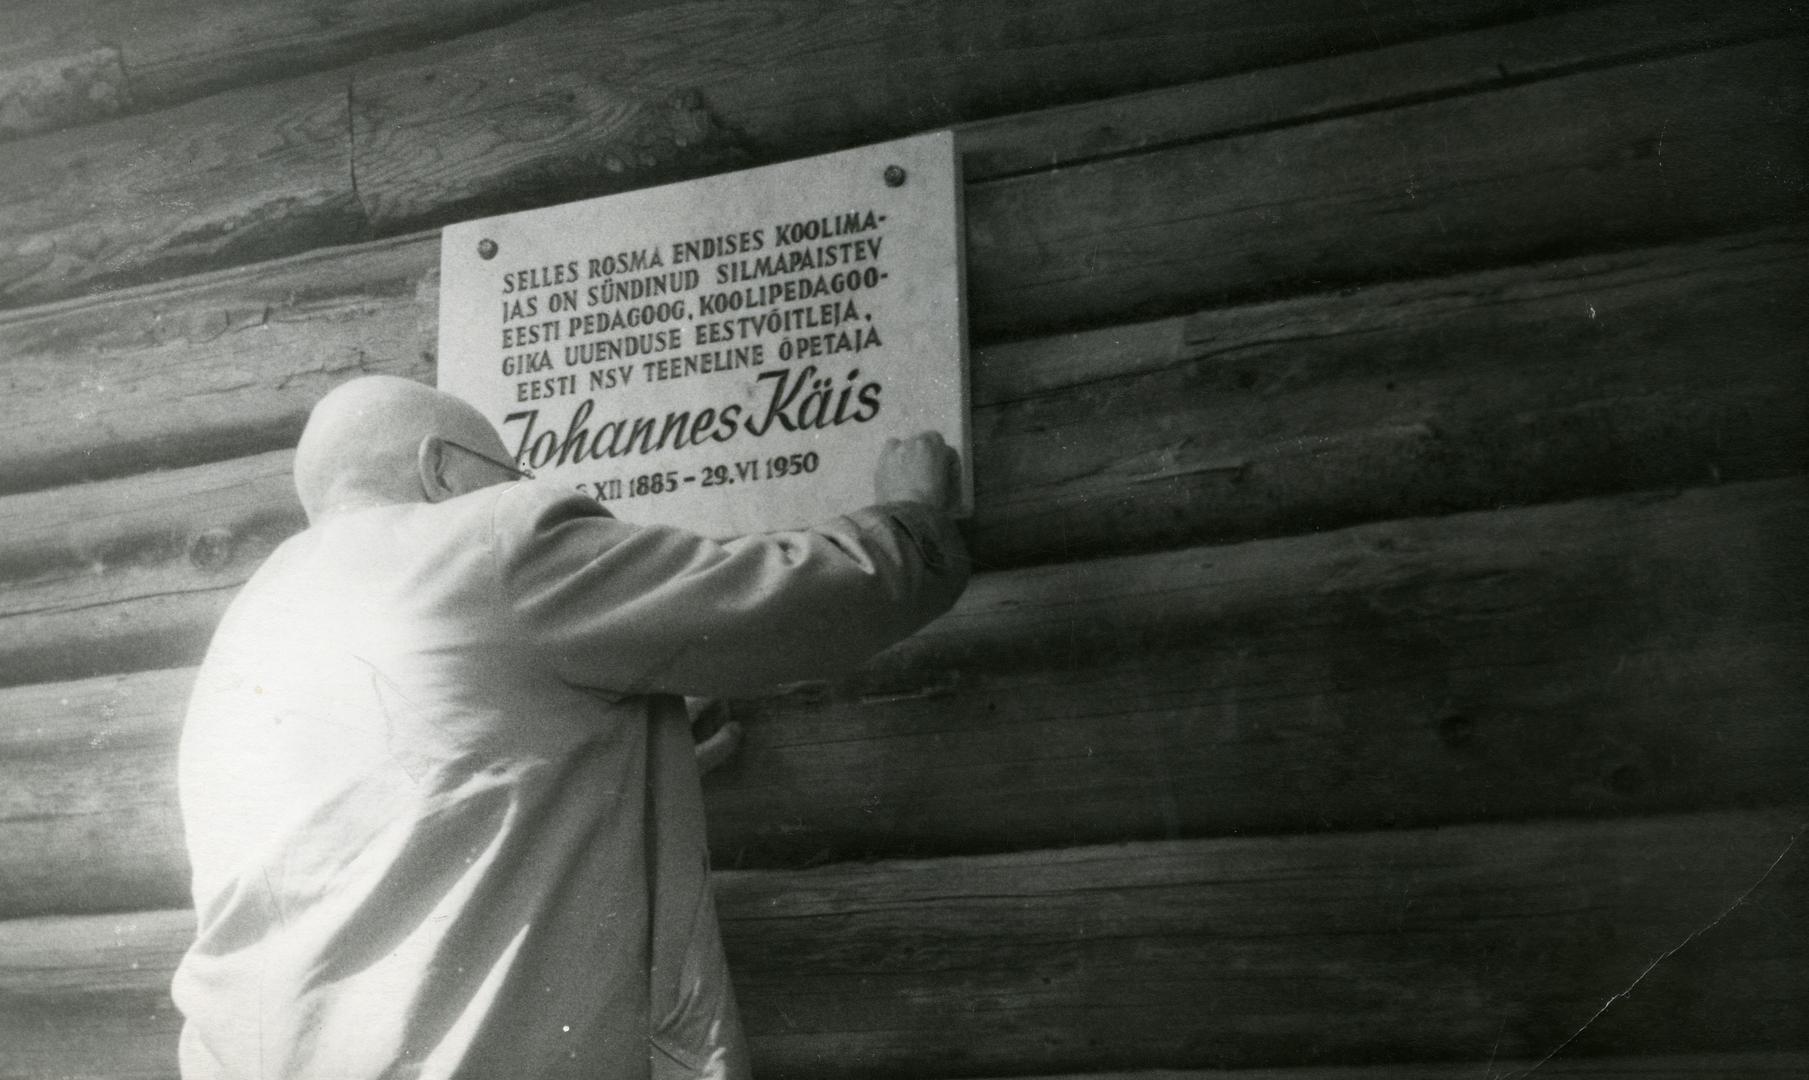 SELLES ROSMA ENDISES KOOLIMA-
JAS ON SÜNDINUD SILMAPAISTEV
EESTI PEDAGOOG, KOOLIPEDAGOO-
GIKA UUENDUSE EESTVÕITLEJA,
EESTI NSV TEENELINE ÕPETAJA
Johannes Käis
XII 1885 – 29. VI 1950